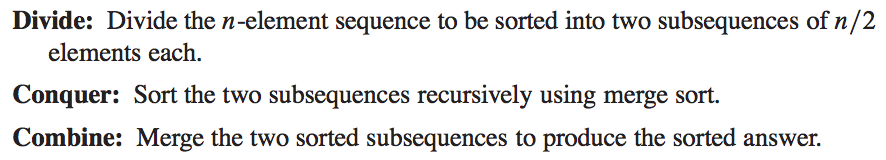 Divide: Divide the n-element sequence to be sorted into two subsequences of n/2
elements each.
Conquer: Sort the two subsequences recursively using merge sort.
Combine: Merge the two sorted subsequences to produce the sorted answer.